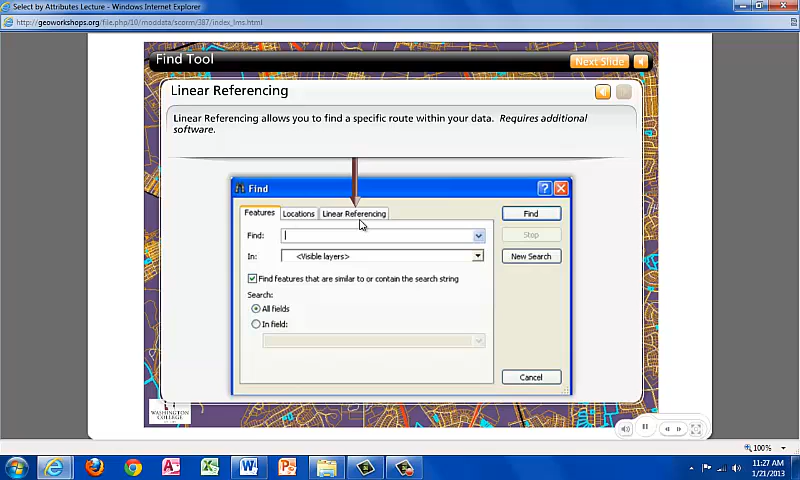 Select by Attributes Lecture - Windows Internet Explorer
http://geoworkshops.org/file.php/10/moddata/scorm/387/index_lms.html
Find Tool
Next Slide
Linear Referencing
Linear Referencing allows you to find a specific route within your data. Requires additional
software.
Find
Features Locations Linear Referencing
Find:
In: <Visible layers>
Find features that are similar to or contain the search string
Search:
All fields
In field:
Find
Stop
New Search
Cancel
WASHINGTON
COLLEGE
100%
11:27 AM
1/21/2013